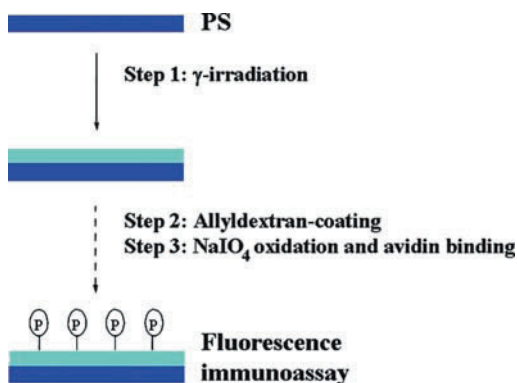 PS
Step 1: γ-irradiation
Step 2: Allyldextran-coating
Step 3: NaIO4 oxidation and avidin binding
P P P P
Fluorescence
immunoassay